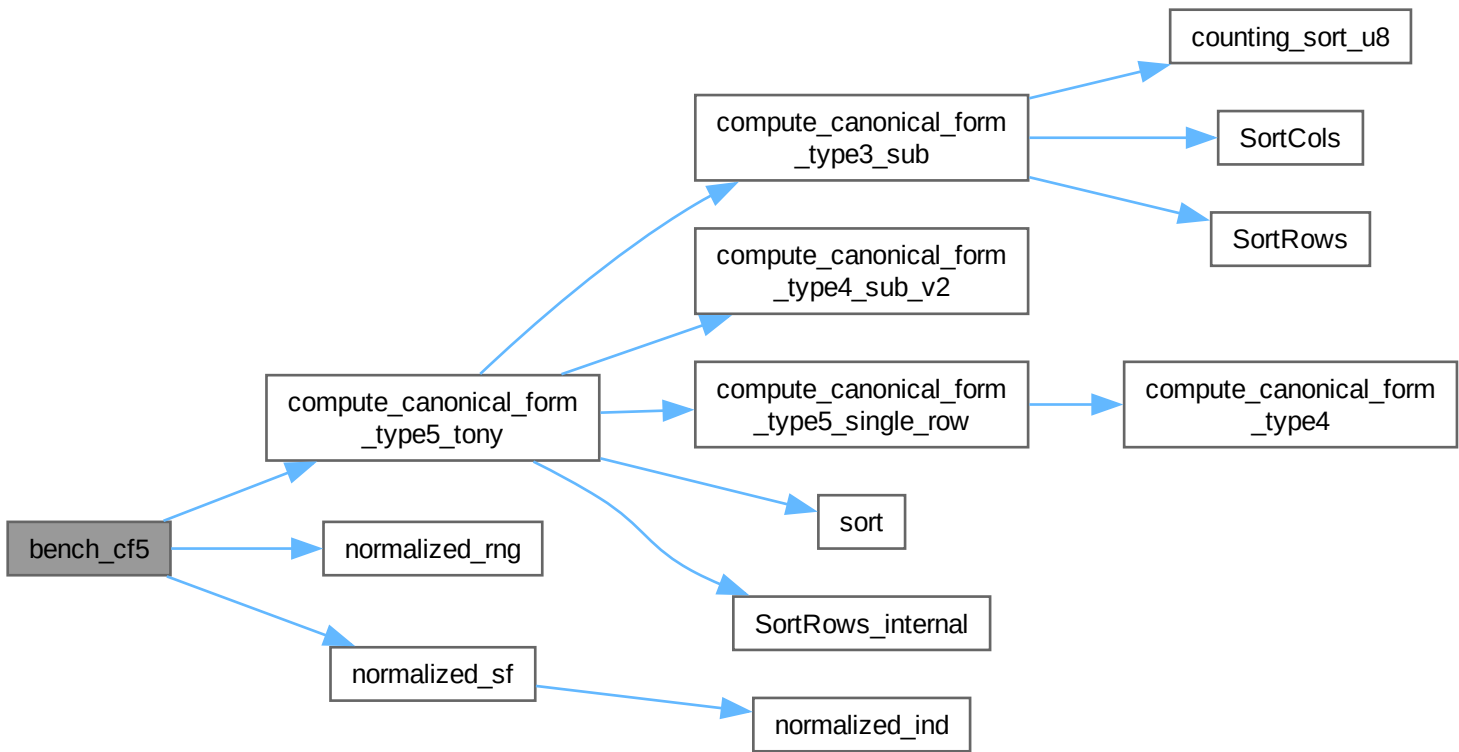 counting_sort_u8
compute_canonical_form
_type3_sub
SortCols
SortRows
compute_canonical_form
_type4_sub_v2
compute_canonical_form
_type5_tony
compute_canonical_form
_type5_single_row
compute_canonical_form
_type4
sort
bench_cf5
normalized_rng
SortRows_internal
normalized_sf
normalized_ind